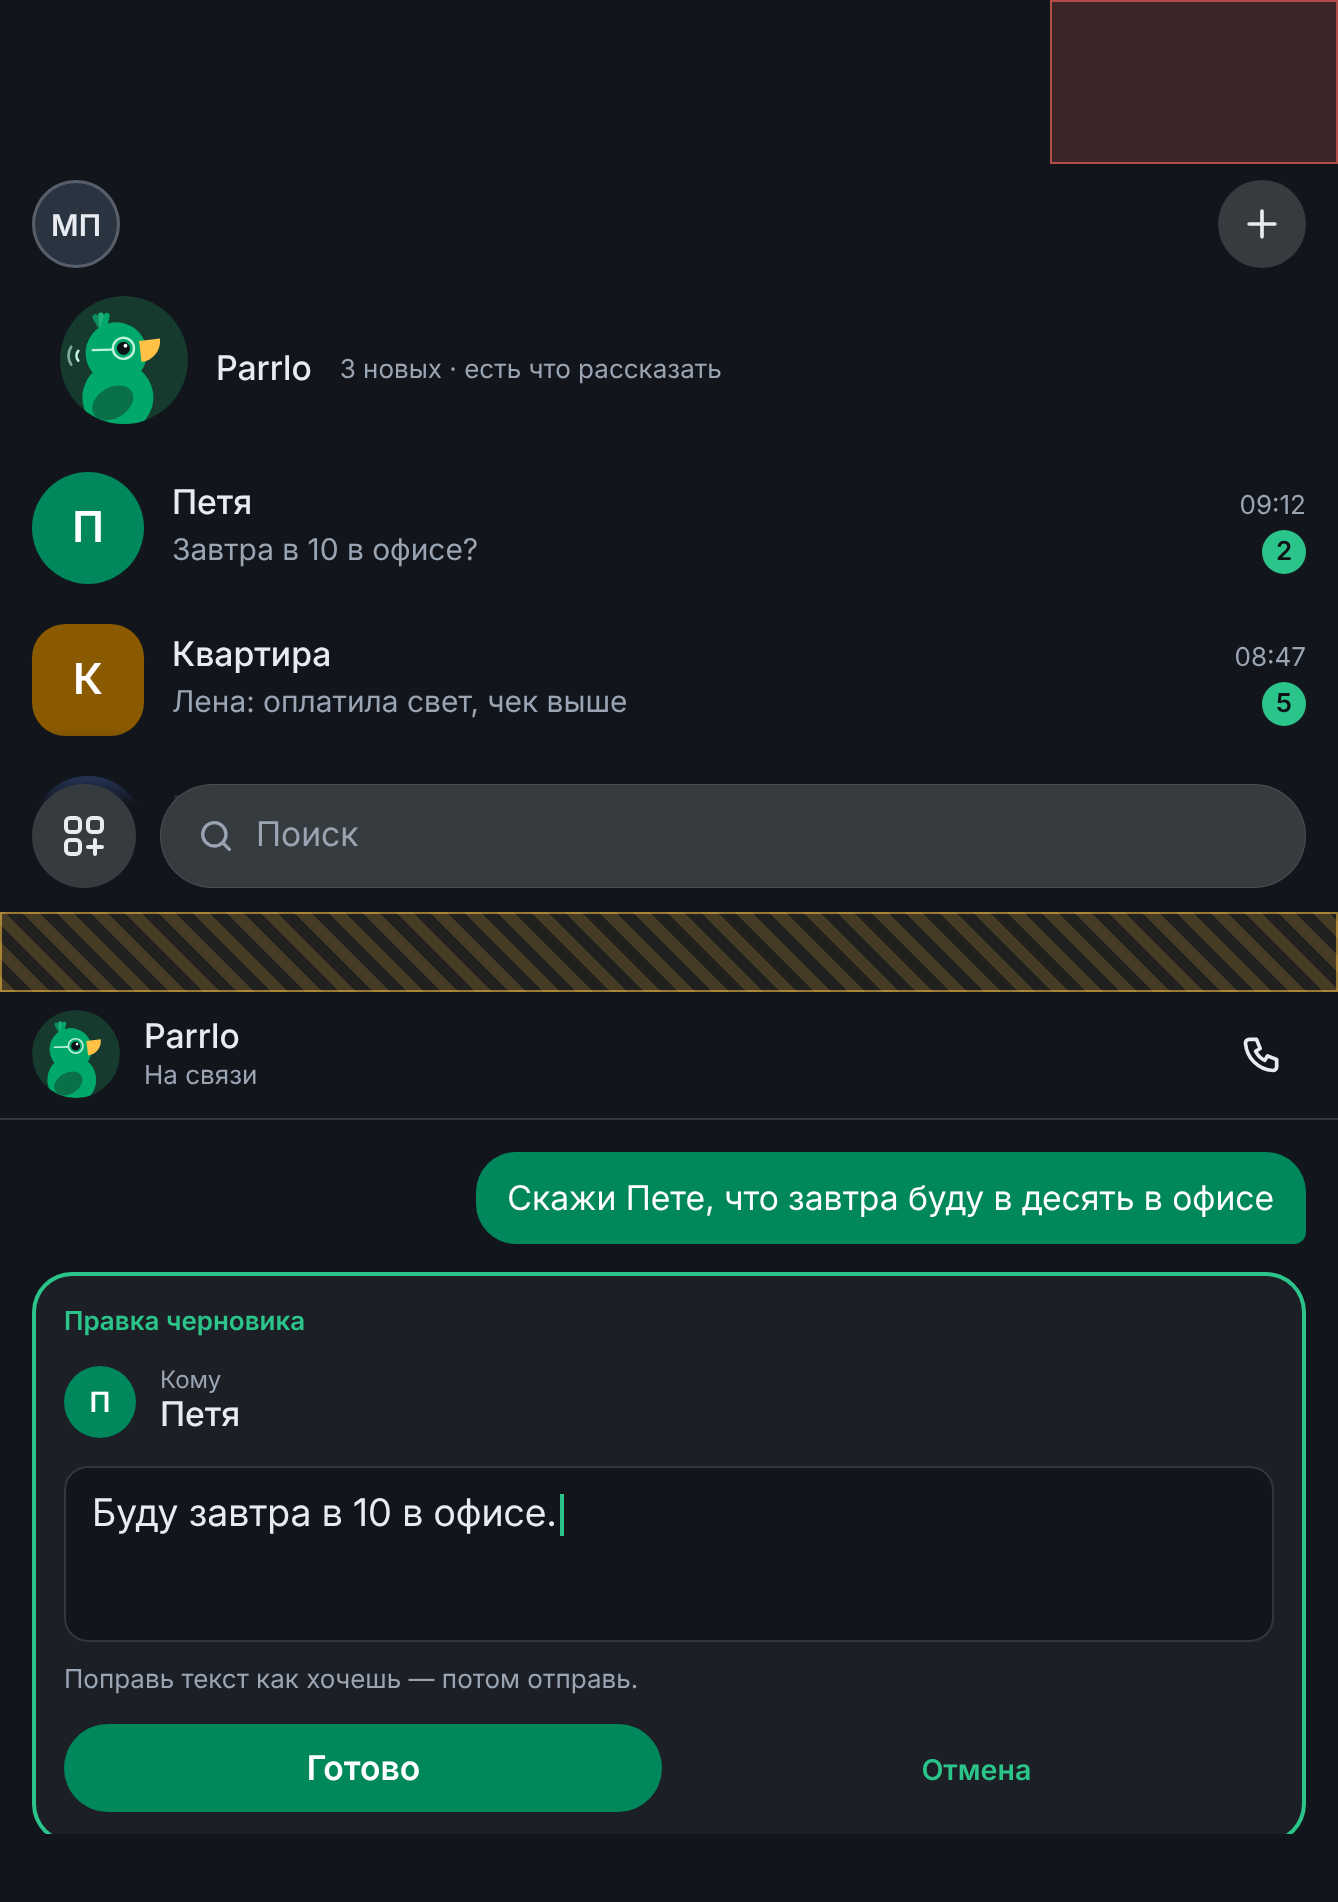 МП
Parrlo 3 новых · есть что рассказать
П
Петя
09:12
Завтра в 10 в офисе?
2
К
Квартира
08:47
Лена: оплатила свет, чек выше
5
Поиск
Parrlo
На связи
Скажи Пете, что завтра буду в десять в офисе
Правка черновика
П
Кому
Петя
Буду завтра в 10 в офисе.
Поправь текст как хочешь — потом отправь.
Готово
Отмена